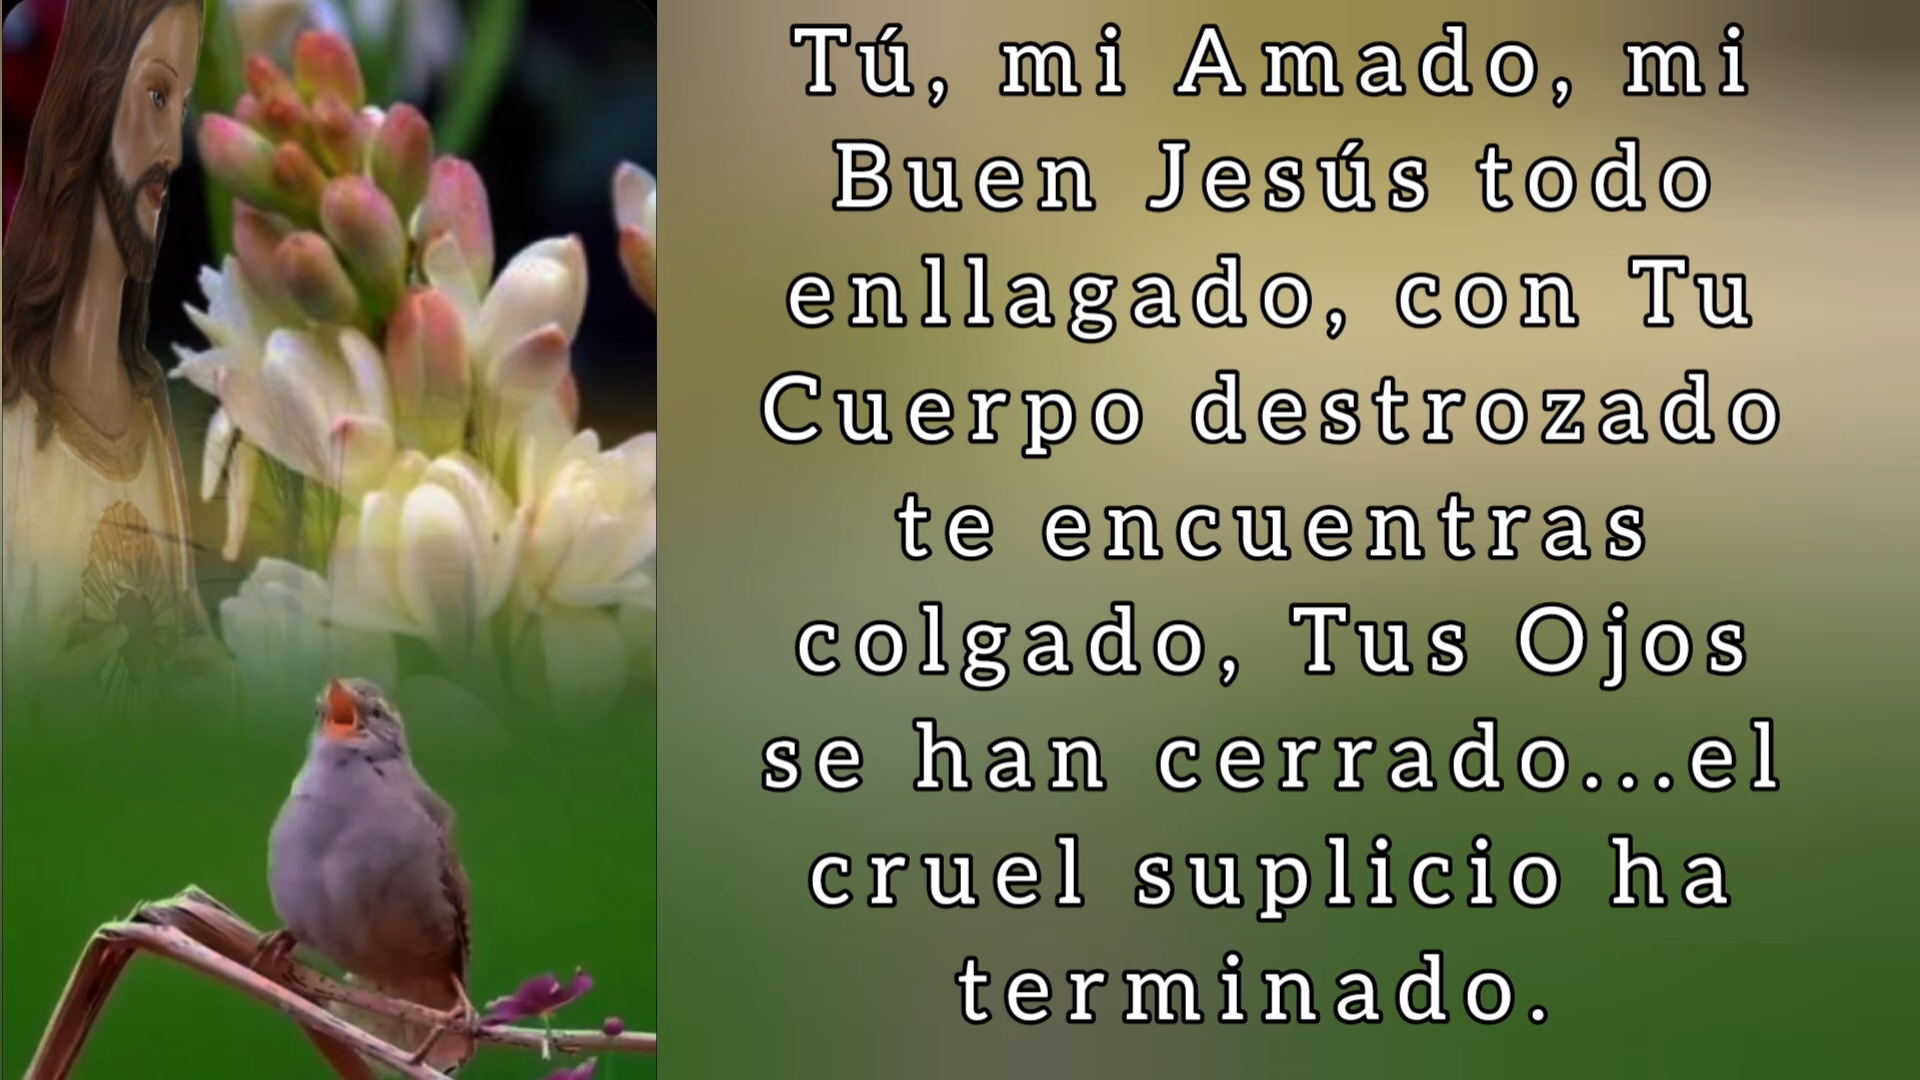 Tú, mi Amado, mi
Buen Jesús todo
enllagado, con Tu
Cuerpo destrozado
te encuentras
colgado, Tus Ojos
se han cerrado...el
cruel suplicio ha
terminado.